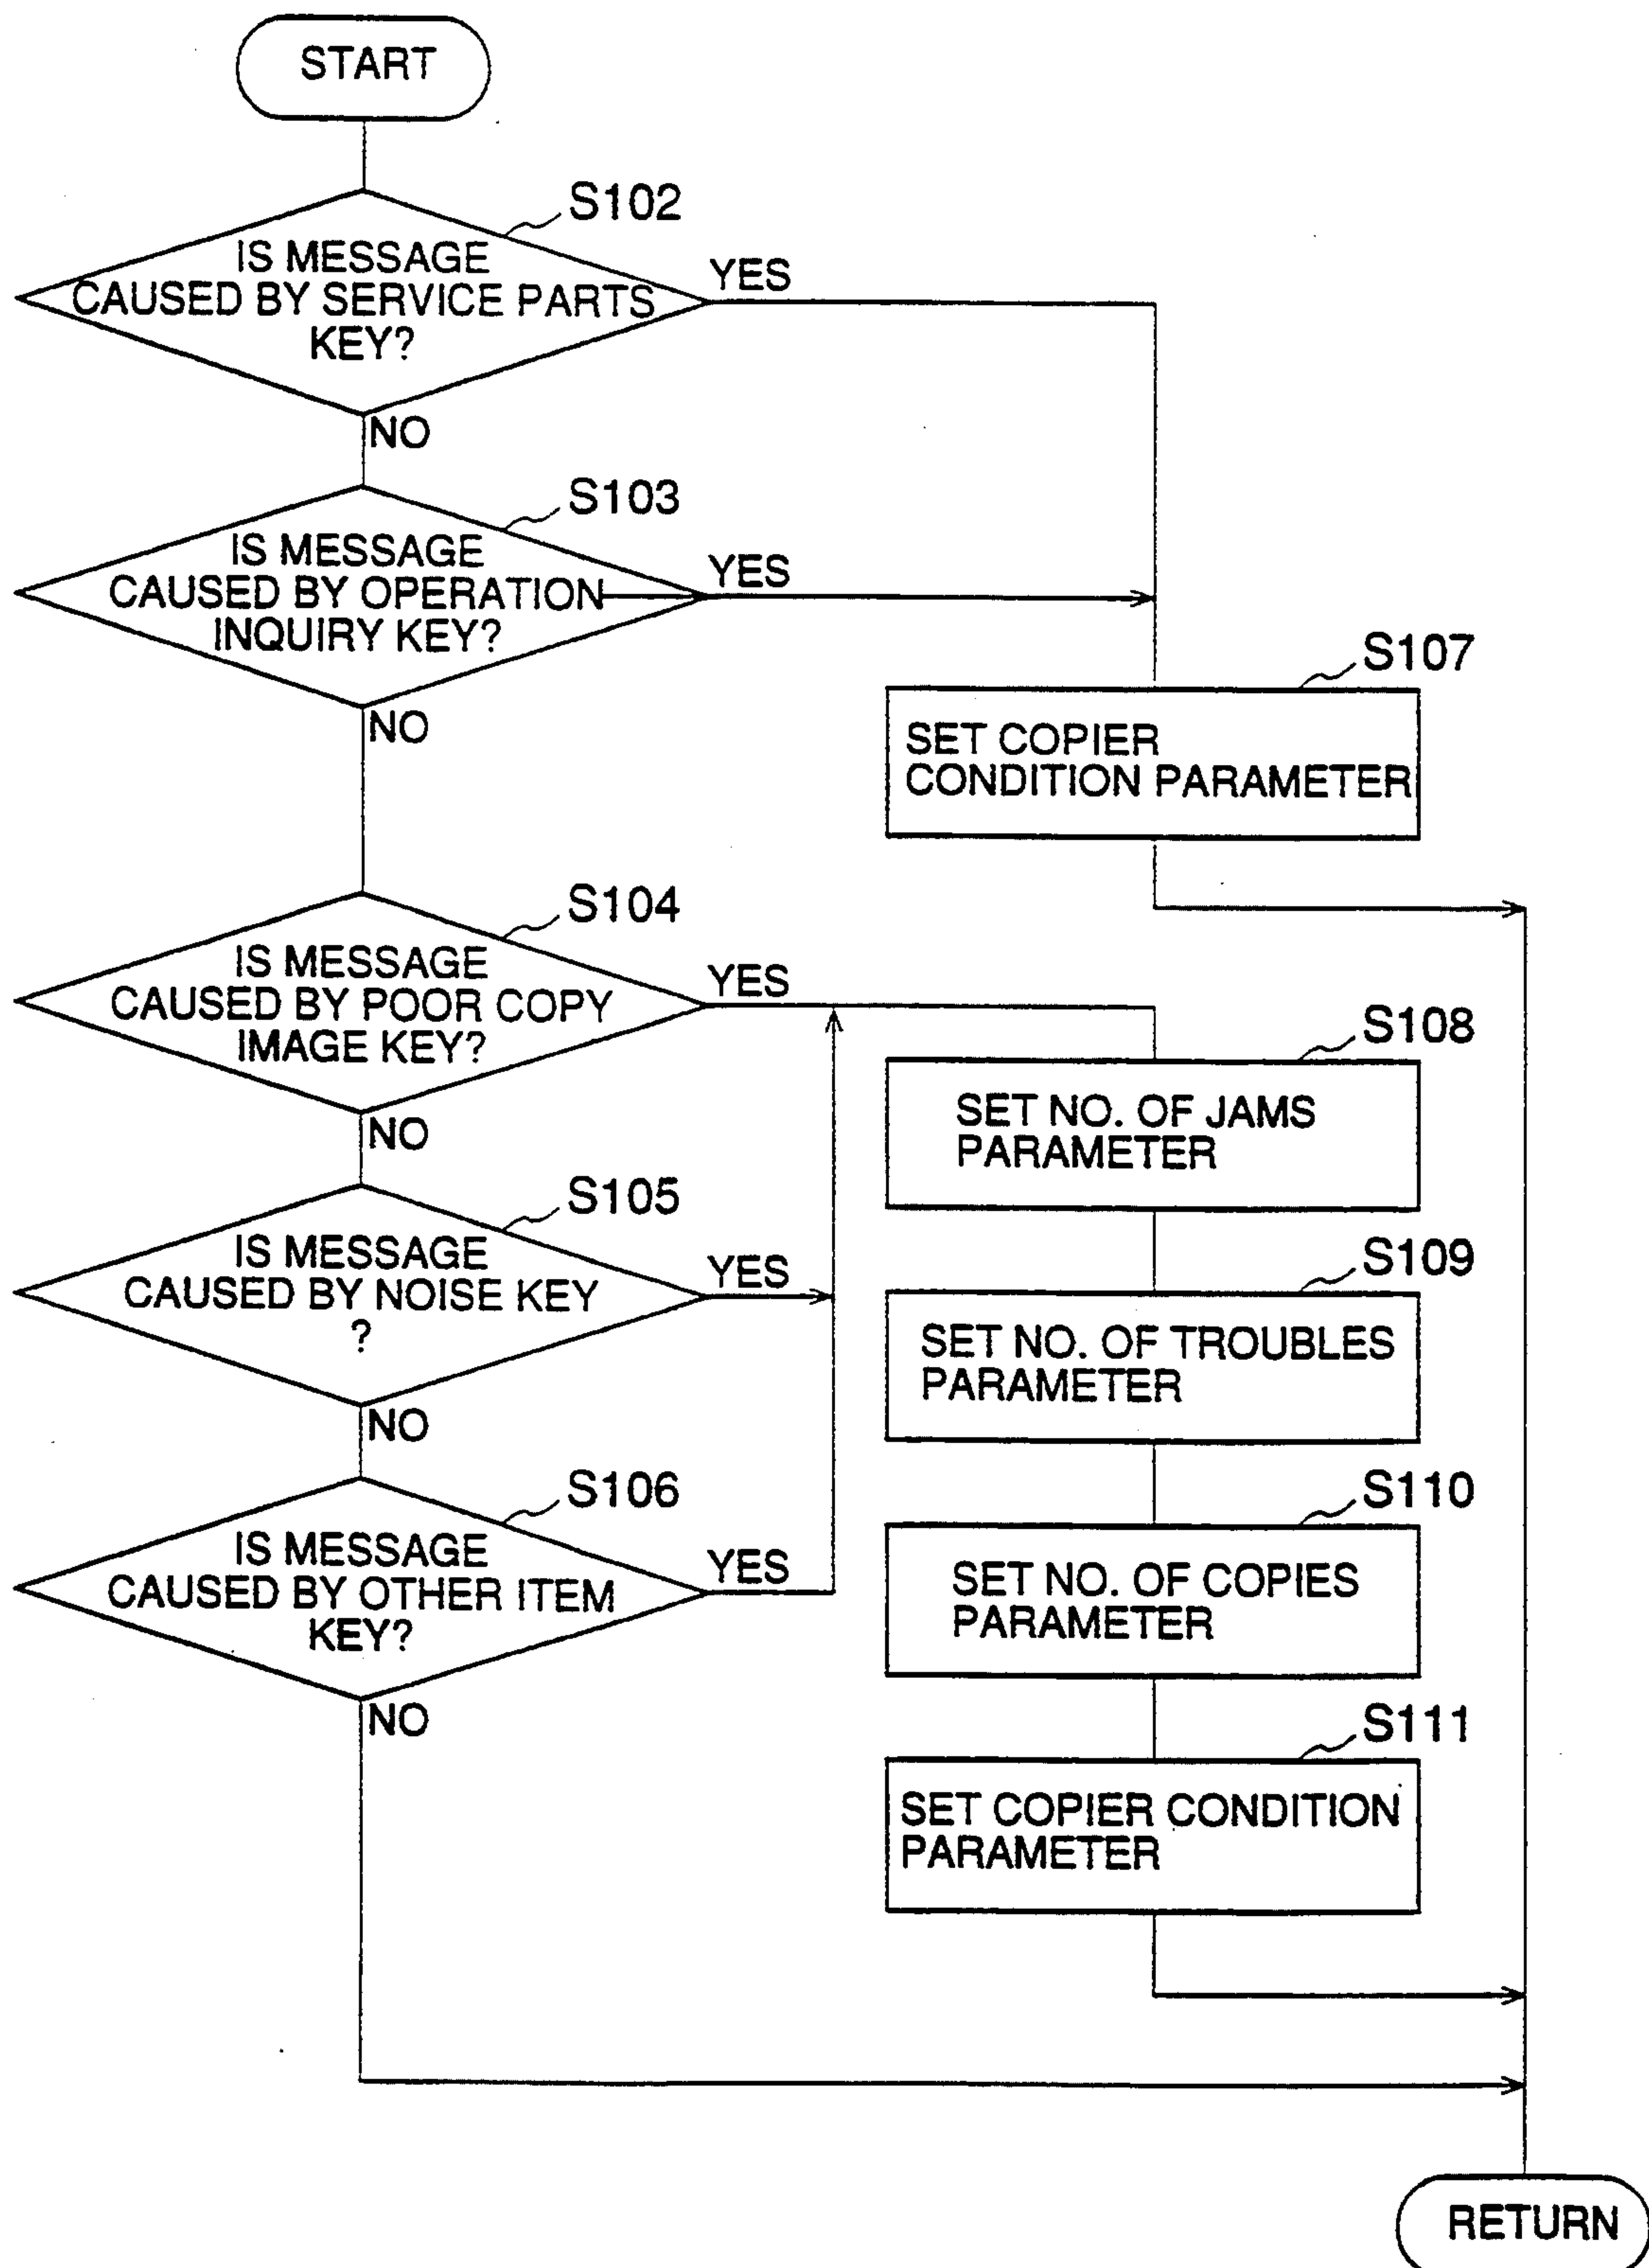 START
S102
IS MESSAGE
CAUSED BY SERVICE PARTS
KEY?
YES
NO
S103
IS MESSAGE
CAUSED BY OPERATION
INQUIRY KEY?
YES
NO
S107
SET COPIER
CONDITION PARAMETER
S104
IS MESSAGE
CAUSED BY POOR COPY
IMAGE KEY?
YES
NO
S108
SET NO. OF JAMS
PARAMETER
S105
IS MESSAGE
CAUSED BY NOISE KEY
?
YES
NO
S109
SET NO. OF TROUBLES
PARAMETER
S106
IS MESSAGE
CAUSED BY OTHER ITEM
KEY?
YES
NO
S110
SET NO. OF COPIES
PARAMETER
S111
SET COPIER CONDITION
PARAMETER
RETURN